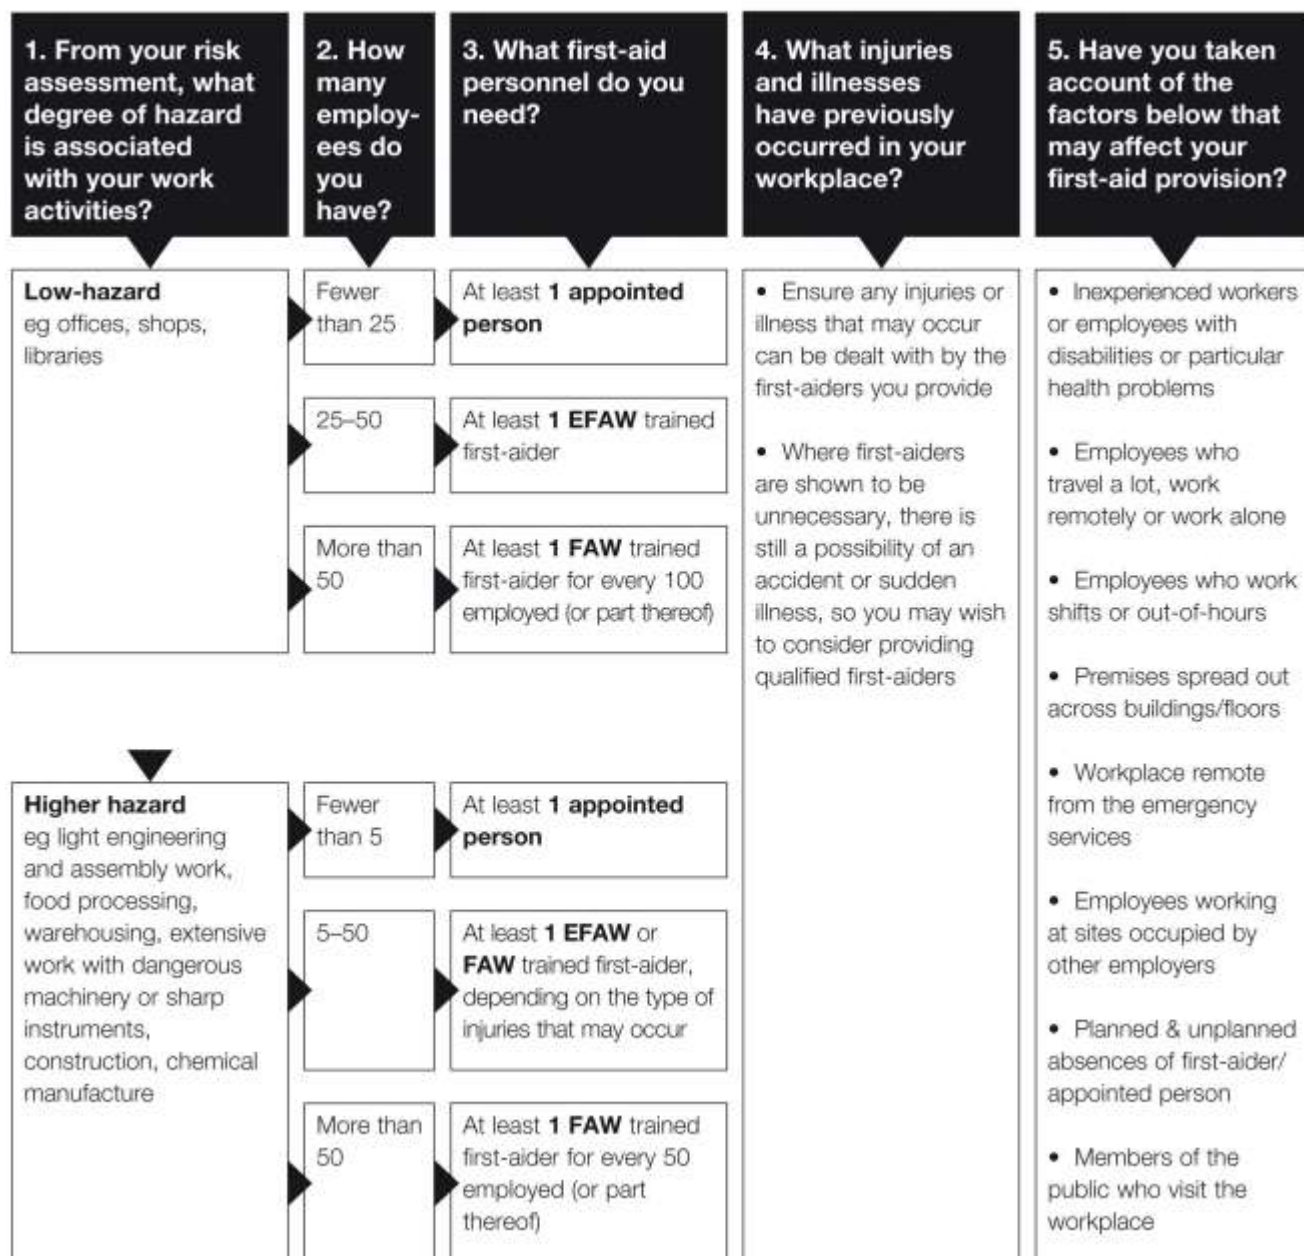 1. From your risk
assessment, what
degree of hazard
is associated
with your work
activities?
2. How
many
employ-
ees do
you
have?
3. What first-aid
personnel do you
need?
4. What injuries
and illnesses
have previously
occurred in your
workplace?
5. Have you taken
account of the
factors below that
may affect your
first-aid provision?
Low-hazard
eg offices, shops,
libraries
Fewer
than 25
At least 1 appointed
person
25–50
At least 1 EFAW trained
first-aider
More than
50
At least 1 FAW trained
first-aider for every 100
employed (or part thereof)
Higher hazard
eg light engineering
and assembly work,
food processing,
warehousing, extensive
work with dangerous
machinery or sharp
instruments,
construction, chemical
manufacture
Fewer
than 5
At least 1 appointed
person
5–50
At least 1 EFAW or
FAW trained first-aider,
depending on the type of
injuries that may occur
More than
50
At least 1 FAW trained
first-aider for every 50
employed (or part
thereof)
• Ensure any injuries or
illness that may occur
can be dealt with by the
first-aiders you provide
• Where first-aiders
are shown to be
unnecessary, there is
still a possibility of an
accident or sudden
illness, so you may wish
to consider providing
qualified first-aiders
• Inexperienced workers
or employees with
disabilities or particular
health problems
• Employees who
travel a lot, work
remotely or work alone
• Employees who work
shifts or out-of-hours
• Premises spread out
across buildings/floors
• Workplace remote
from the emergency
services
• Employees working
at sites occupied by
other employers
• Planned & unplanned
absences of first-aider/
appointed person
• Members of the
public who visit the
workplace